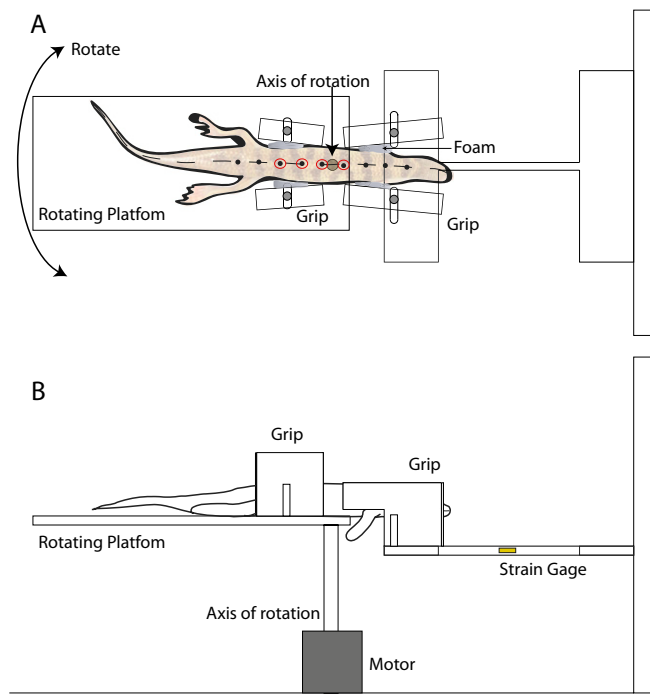 A
Rotate
Axis of rotation
Foam
Rotating Platfom
Grip
Grip
B
Grip
Grip
Rotating Platfom
Strain Gage
Axis of rotation
Motor